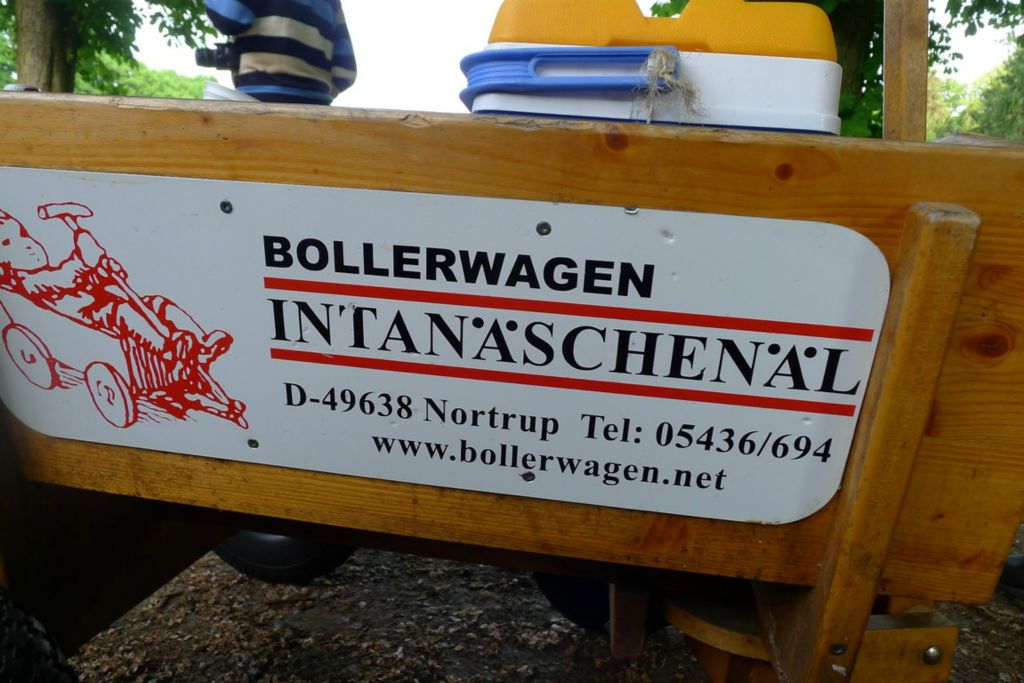 BOLLERWAGEN
INTANÄSCHENÄL
D-49638 Nortrup Tel: 05436/694
www.bollerwagen.net